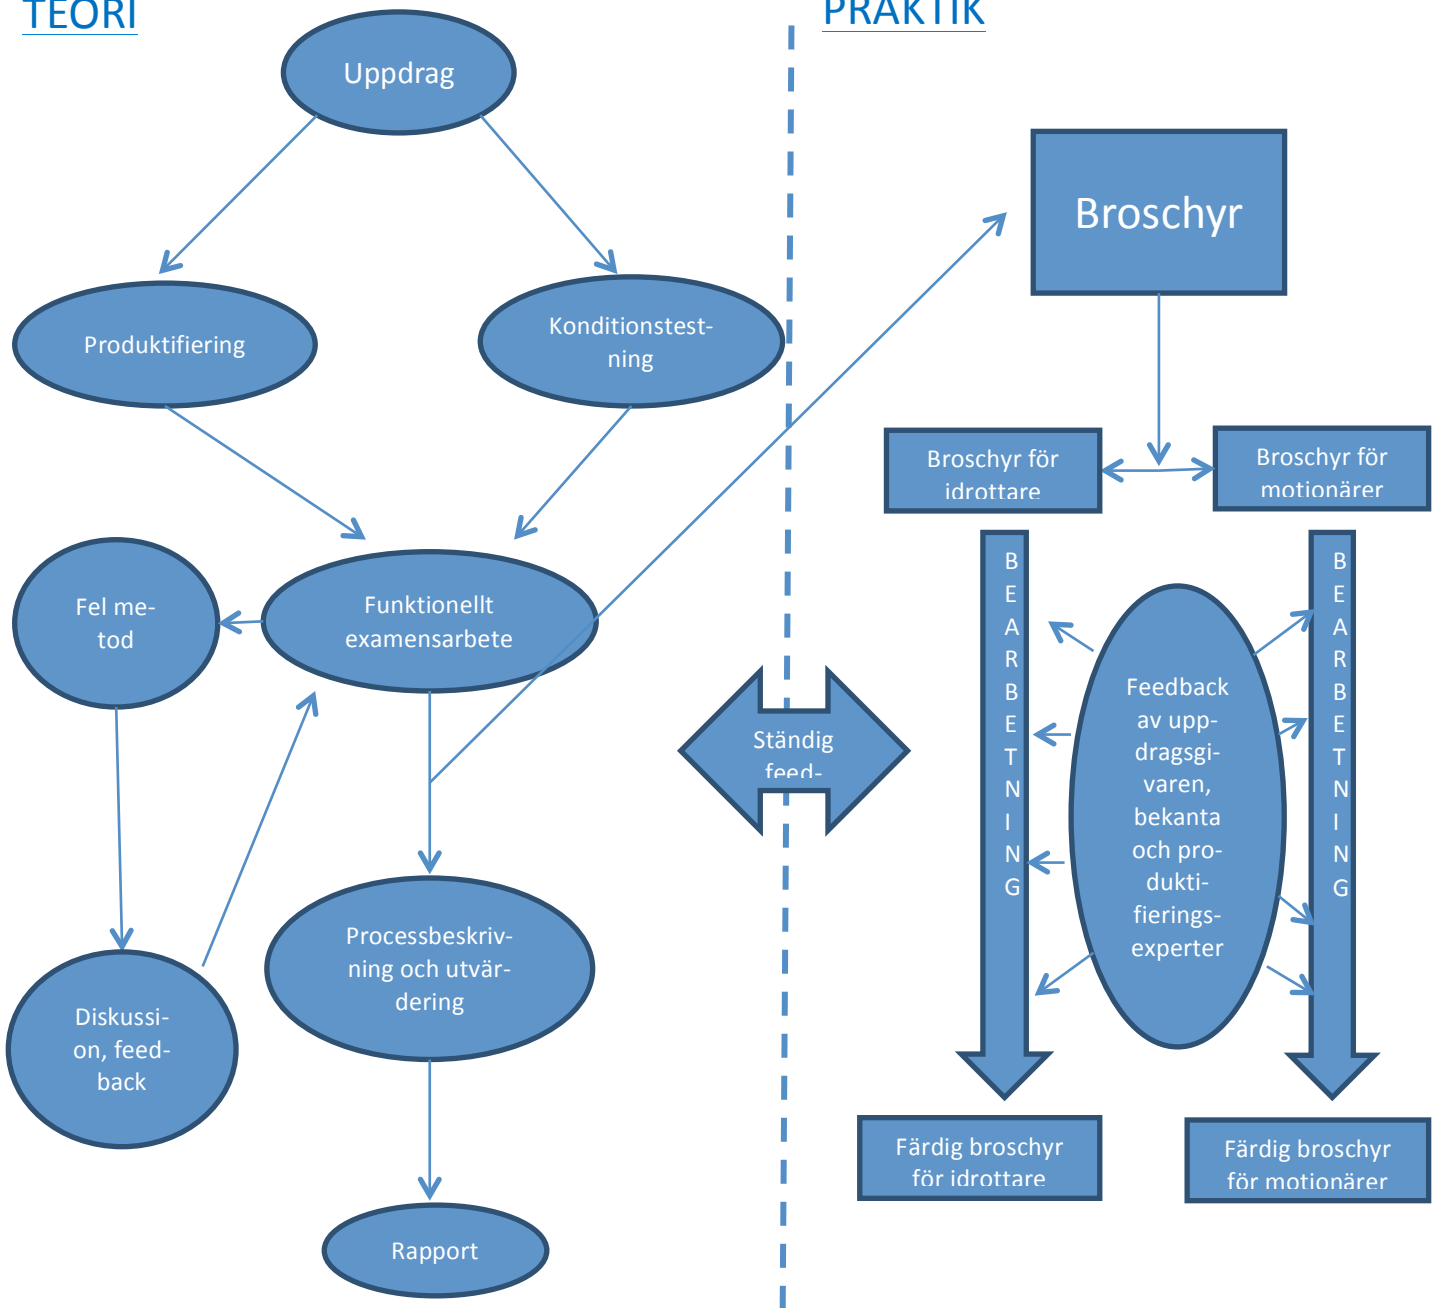 TEORI
Uppdrag
Produktifiering
Konditionstest-
ning
Fel me-
tod
Funktionellt
examensarbete
Diskussi-
on, feed-
back
Processbeskriv-
ning och utvär-
dering
Rapport
Ständig
feed-
PRAKTIK
Broschyr
Broschyr för
idrottare
Broschyr för
motionärer
B
E
A
R
B
E
T
N
I
N
G
Feedback
av upp-
dragsgi-
varen,
bekanta
och pro-
dukti-
fierings-
experter
B
E
A
R
B
E
T
N
I
N
G
Färdig broschyr
för idrottare
Färdig broschyr
för motionärer